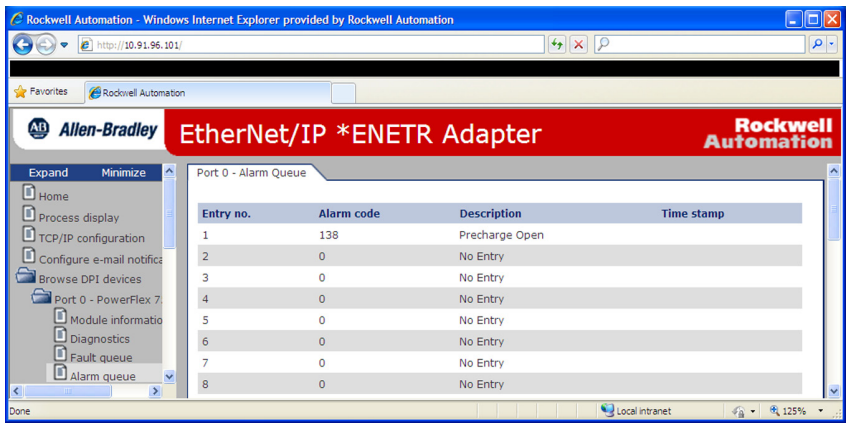 Rockwell Automation - Windows Internet Explorer provided by Rockwell Automation
http://10.91.96.101/
Favorites Rockwell Automation
AB Allen-Bradley EtherNet/IP *ENETR Adapter Rockwell
Automation
Expand Minimize Port 0 - Alarm Queue
Home
Process display
TCP/IP configuration
Configure e-mail notifica
Browse DPI devices
Port 0 - PowerFlex 7
Module informatio
Diagnostics
Fault queue
Alarm queue
Entry no. Alarm code Description Time stamp
1 138 Precharge Open
2 0 No Entry
3 0 No Entry
4 0 No Entry
5 0 No Entry
6 0 No Entry
7 0 No Entry
8 0 No Entry
Done Local intranet 125%